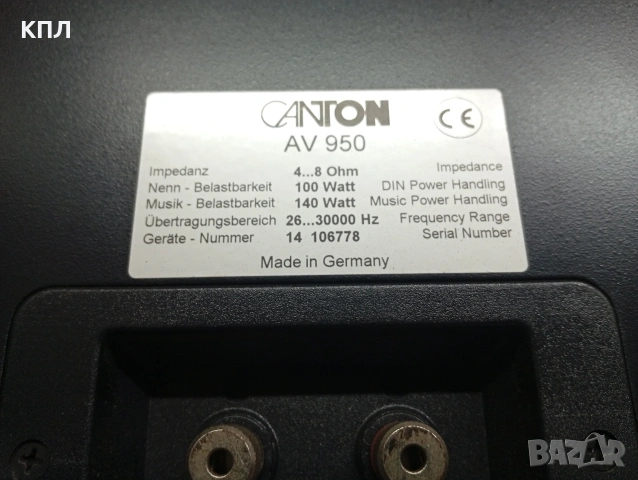 КПЛ
CANTON
CE
AV 950
Impedanz 4...8 Ohm Impedance
Nenn - Belastbarkeit 100 Watt DIN Power Handling
Musik - Belastbarkeit 140 Watt Music Power Handling
Übertragungsbereich 26...30000 Hz Frequency Range
Geräte - Nummer 14 106778 Serial Number
Made in Germany
BAZAR